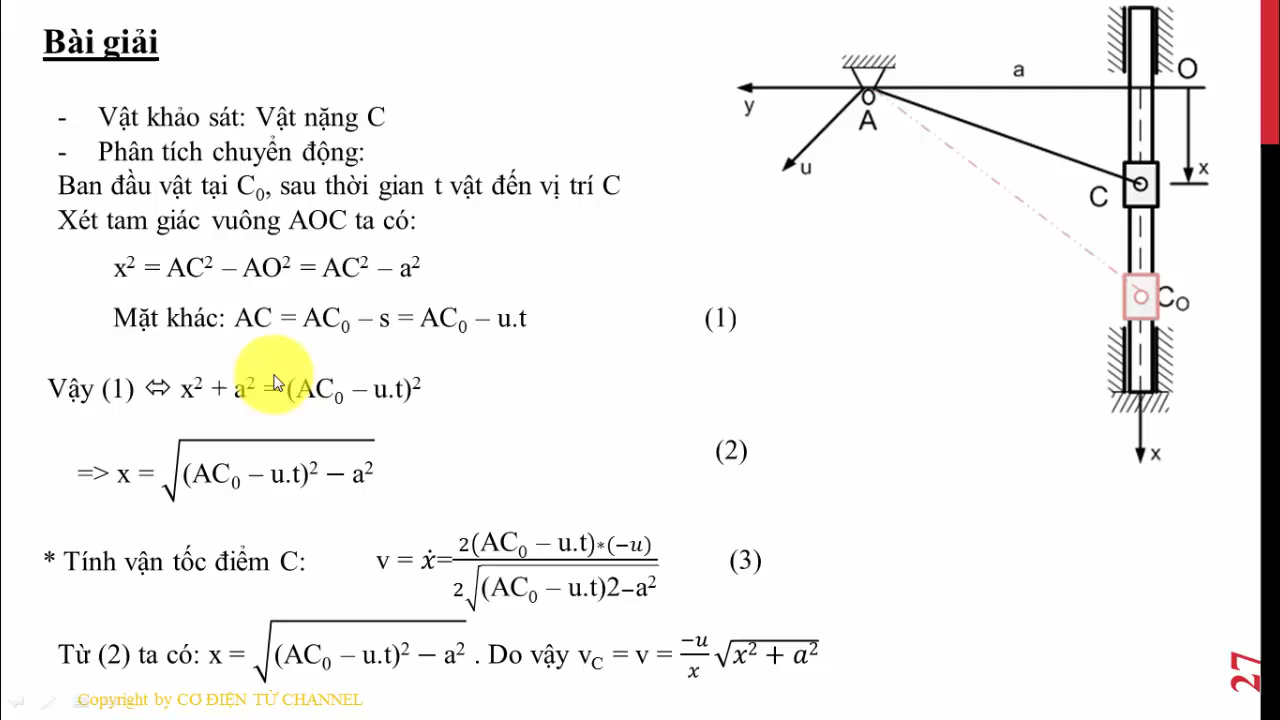 Bài giải
- Vật khảo sát: Vật nặng C
- Phân tích chuyển động:
Ban đầu vật tại C₀, sau thời gian t vật đến vị trí C
Xét tam giác vuông AOC ta có:
x² = AC² – AO² = AC² – a²
Mặt khác: AC = AC₀ – s = AC₀ – u.t (1)
Vậy (1) ⇔ x² + a² = (AC₀ – u.t)²
=> x = √((AC₀ – u.t)² – a²) (2)
* Tính vận tốc điểm C: v = ẋ = 2(AC₀ – u.t)*(−u) / 2√((AC₀ – u.t)2–a²) (3)
Từ (2) ta có: x = √((AC₀ – u.t)² – a²) . Do vậy v_C = v = −u/x √(x² + a²)
Copyright by CƠ ĐIỆN TỬ CHANNEL
a
O
y
A
u
x
C
C₀
x
27